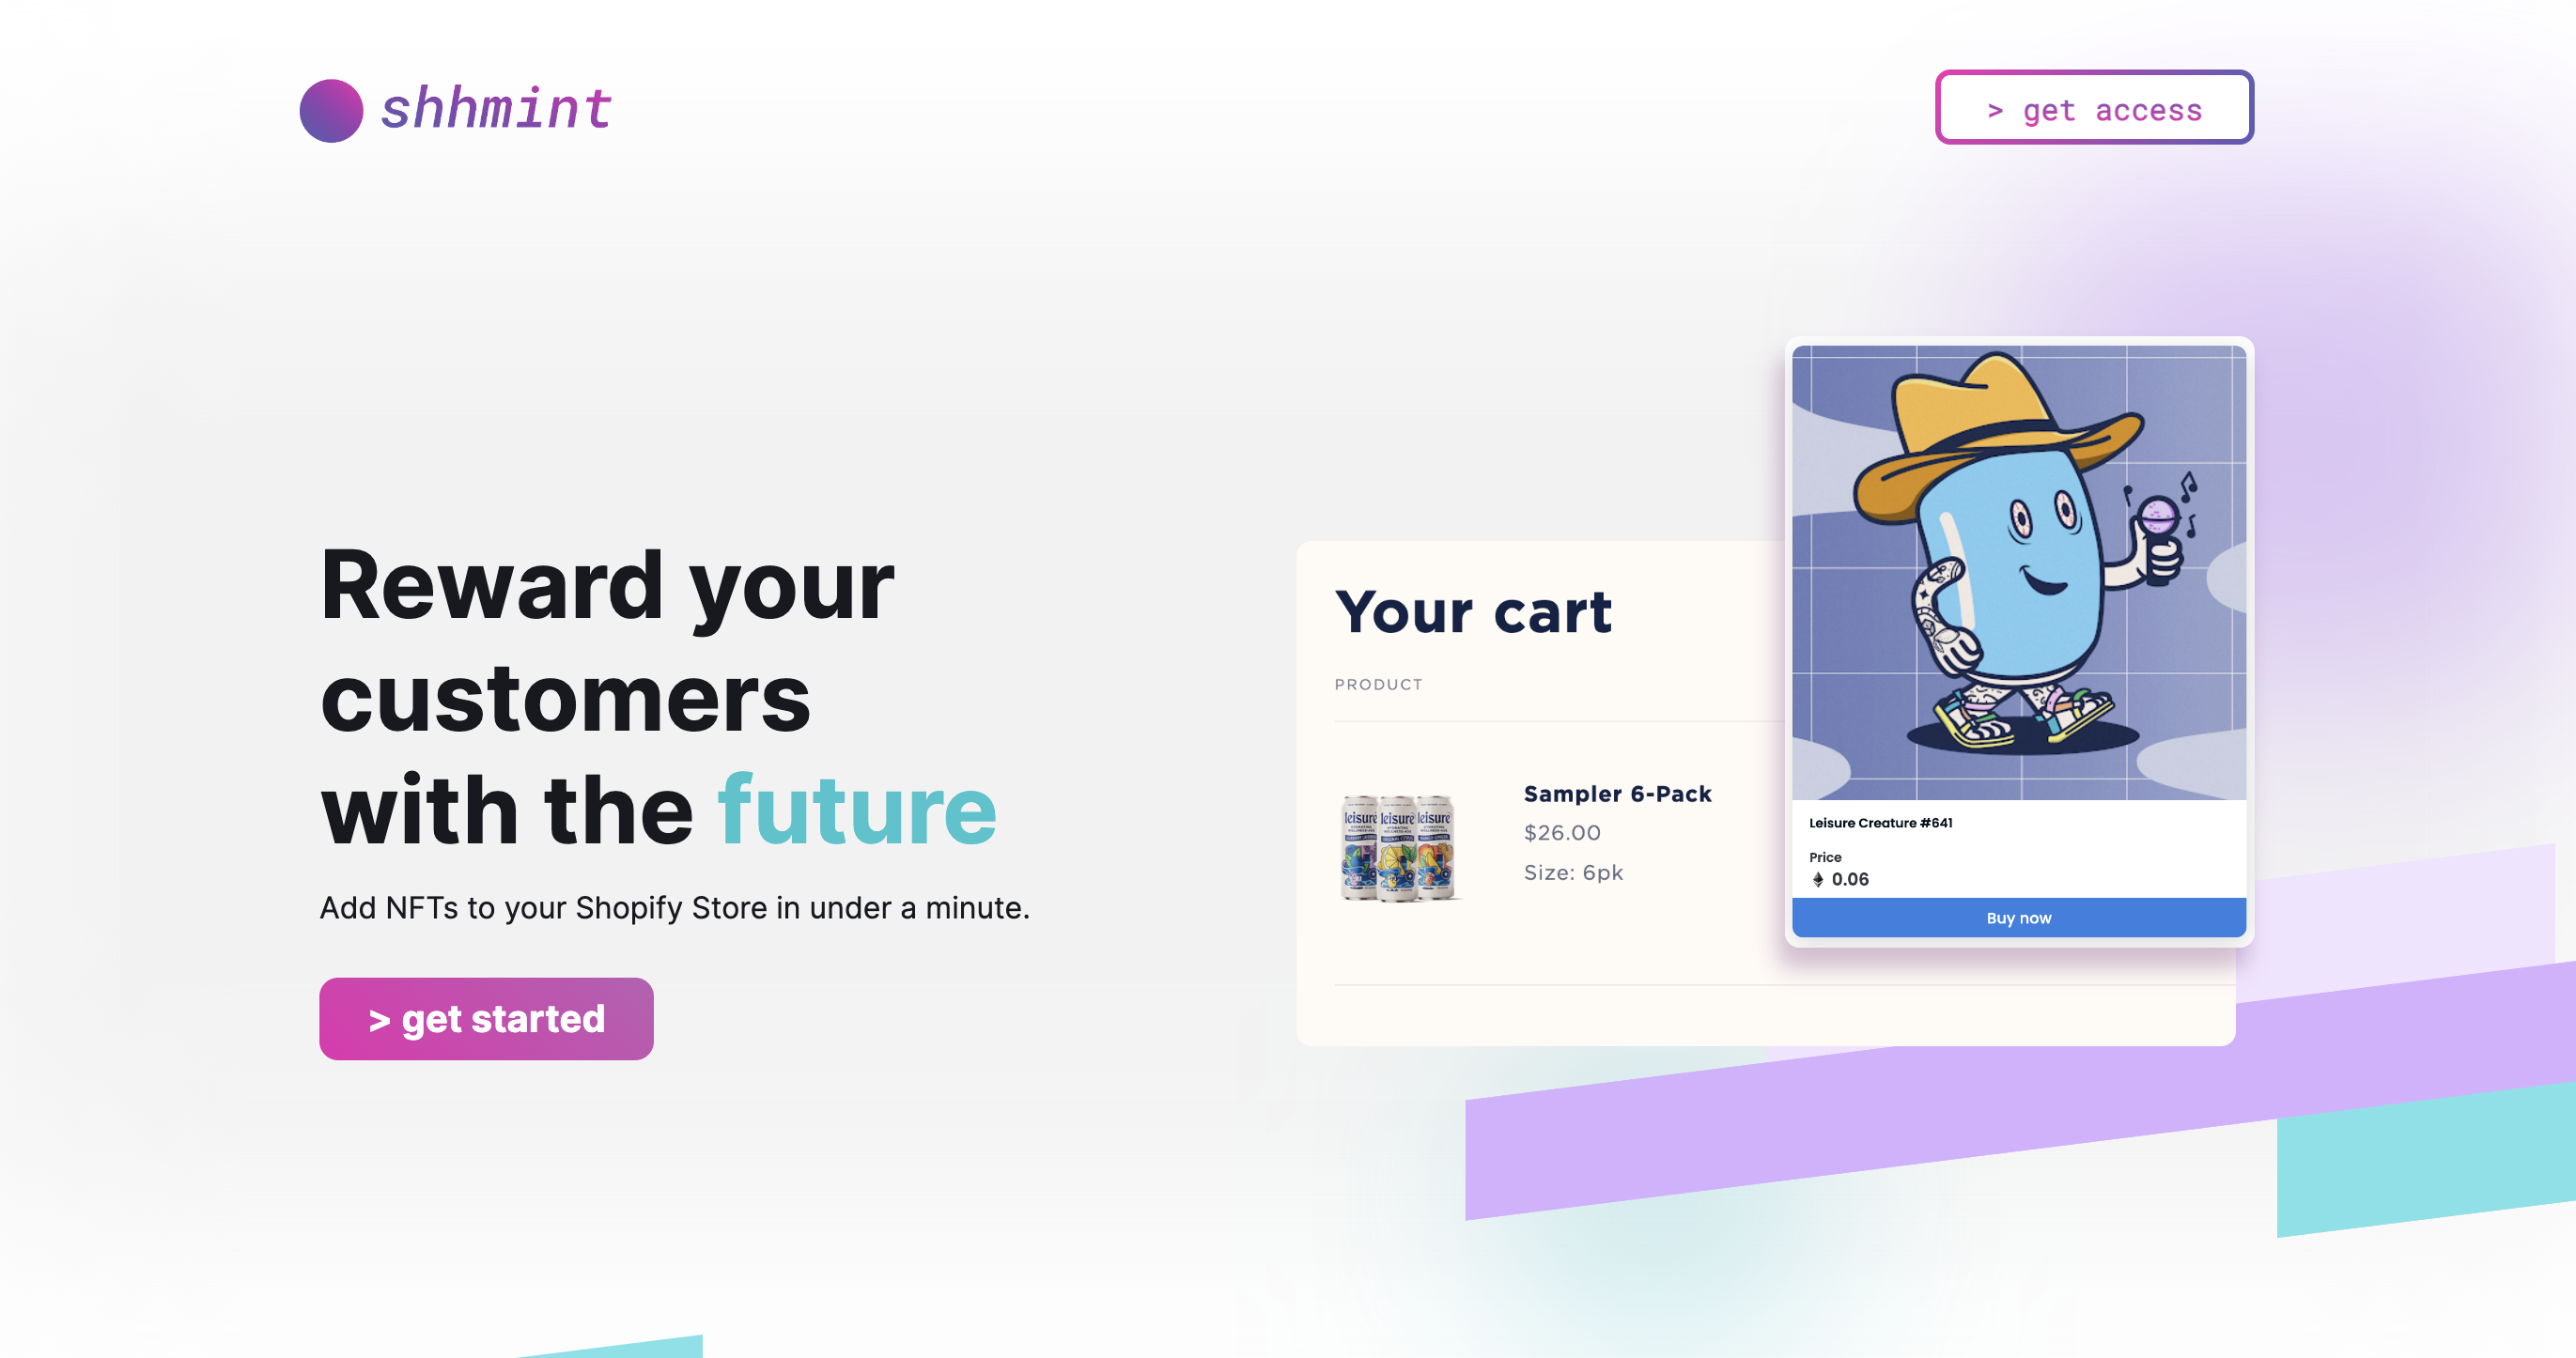 shhmint
> get access
Reward your
customers
with the future
Add NFTs to your Shopify Store in under a minute.
> get started
Your cart
PRODUCT
leisure leisure leisure
Sampler 6-Pack
$26.00
Size: 6pk
Leisure Creature #641
Price
0.06
Buy now